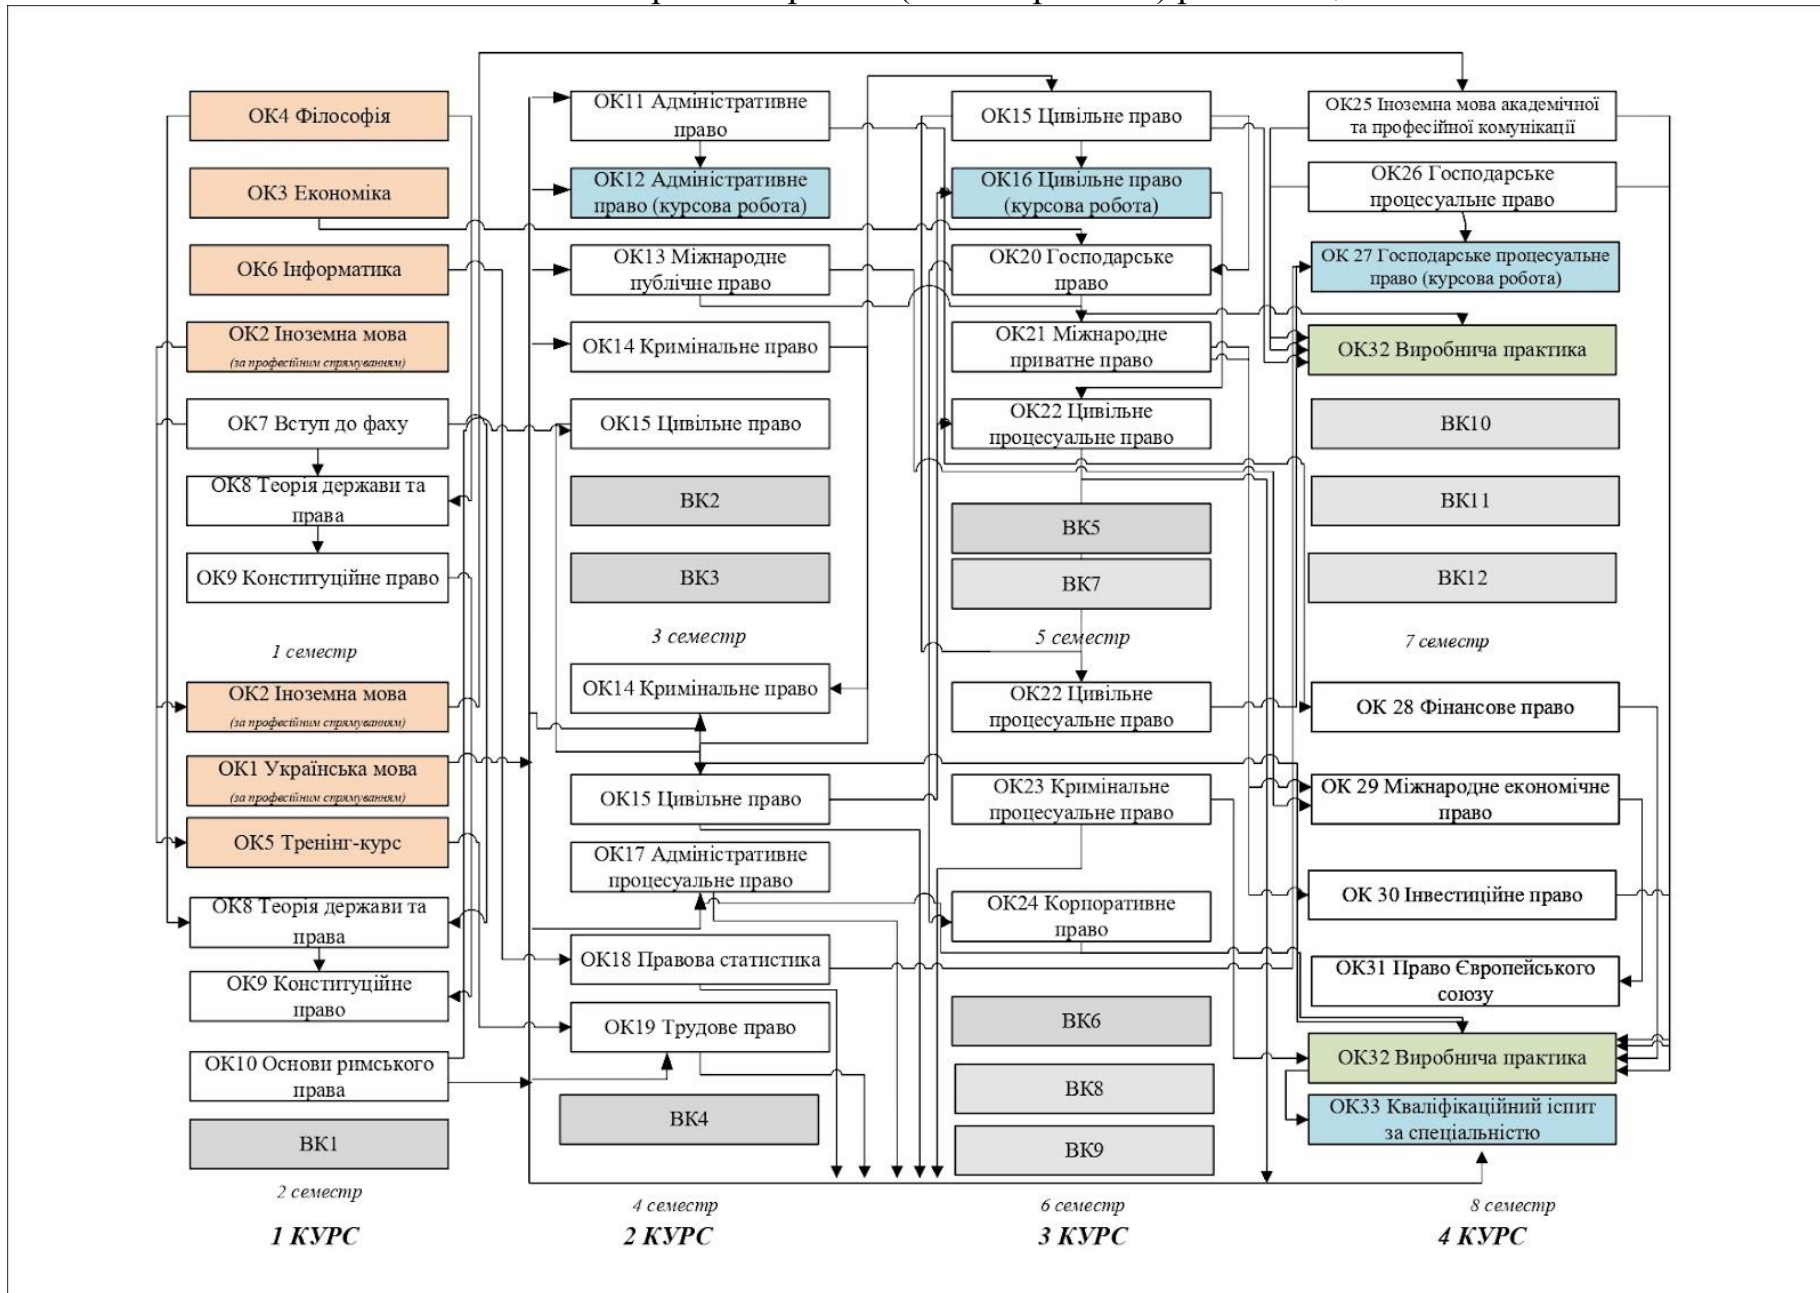 ОК4 Філософія
ОК3 Економіка
ОК6 Інформатика
ОК2 Іноземна мова
(за професійним спрямуванням)
ОК7 Вступ до фаху
ОК8 Теорія держави та
права
ОК9 Конституційне право
1 семестр
ОК2 Іноземна мова
(за професійним спрямуванням)
ОК1 Українська мова
(за професійним спрямуванням)
ОК5 Тренінг-курс
ОК8 Теорія держави та
права
ОК9 Конституційне
право
ОК10 Основи римського
права
ВК1
2 семестр
1 КУРС
ОК11 Адміністративне
право
ОК12 Адміністративне
право (курсова робота)
ОК13 Міжнародне
публічне право
ОК14 Кримінальне право
ОК15 Цивільне право
ВК2
ВК3
3 семестр
ОК14 Кримінальне право
ОК15 Цивільне право
ОК17 Адміністративне
процесуальне право
ОК18 Правова статистика
ОК19 Трудове право
ВК4
4 семестр
2 КУРС
ОК15 Цивільне право
ОК16 Цивільне право
(курсова робота)
ОК20 Господарське
право
ОК21 Міжнародне
приватне право
ОК22 Цивільне
процесуальне право
ВК5
ВК7
5 семестр
ОК22 Цивільне
процесуальне право
ОК23 Кримінальне
процесуальне право
ОК24 Корпоративне
право
ВК6
ВК8
ВК9
6 семестр
3 КУРС
ОК25 Іноземна мова академічної
та професійної комунікації
ОК26 Господарське
процесуальне право
ОК 27 Господарське процесуальне
право (курсова робота)
ОК32 Виробнича практика
ВК10
ВК11
ВК12
7 семестр
ОК 28 Фінансове право
ОК 29 Міжнародне економічне
право
ОК 30 Інвестиційне право
ОК31 Право Європейського
союзу
ОК32 Виробнича практика
ОК33 Кваліфікаційний іспит
за спеціальністю
8 семестр
4 КУРС